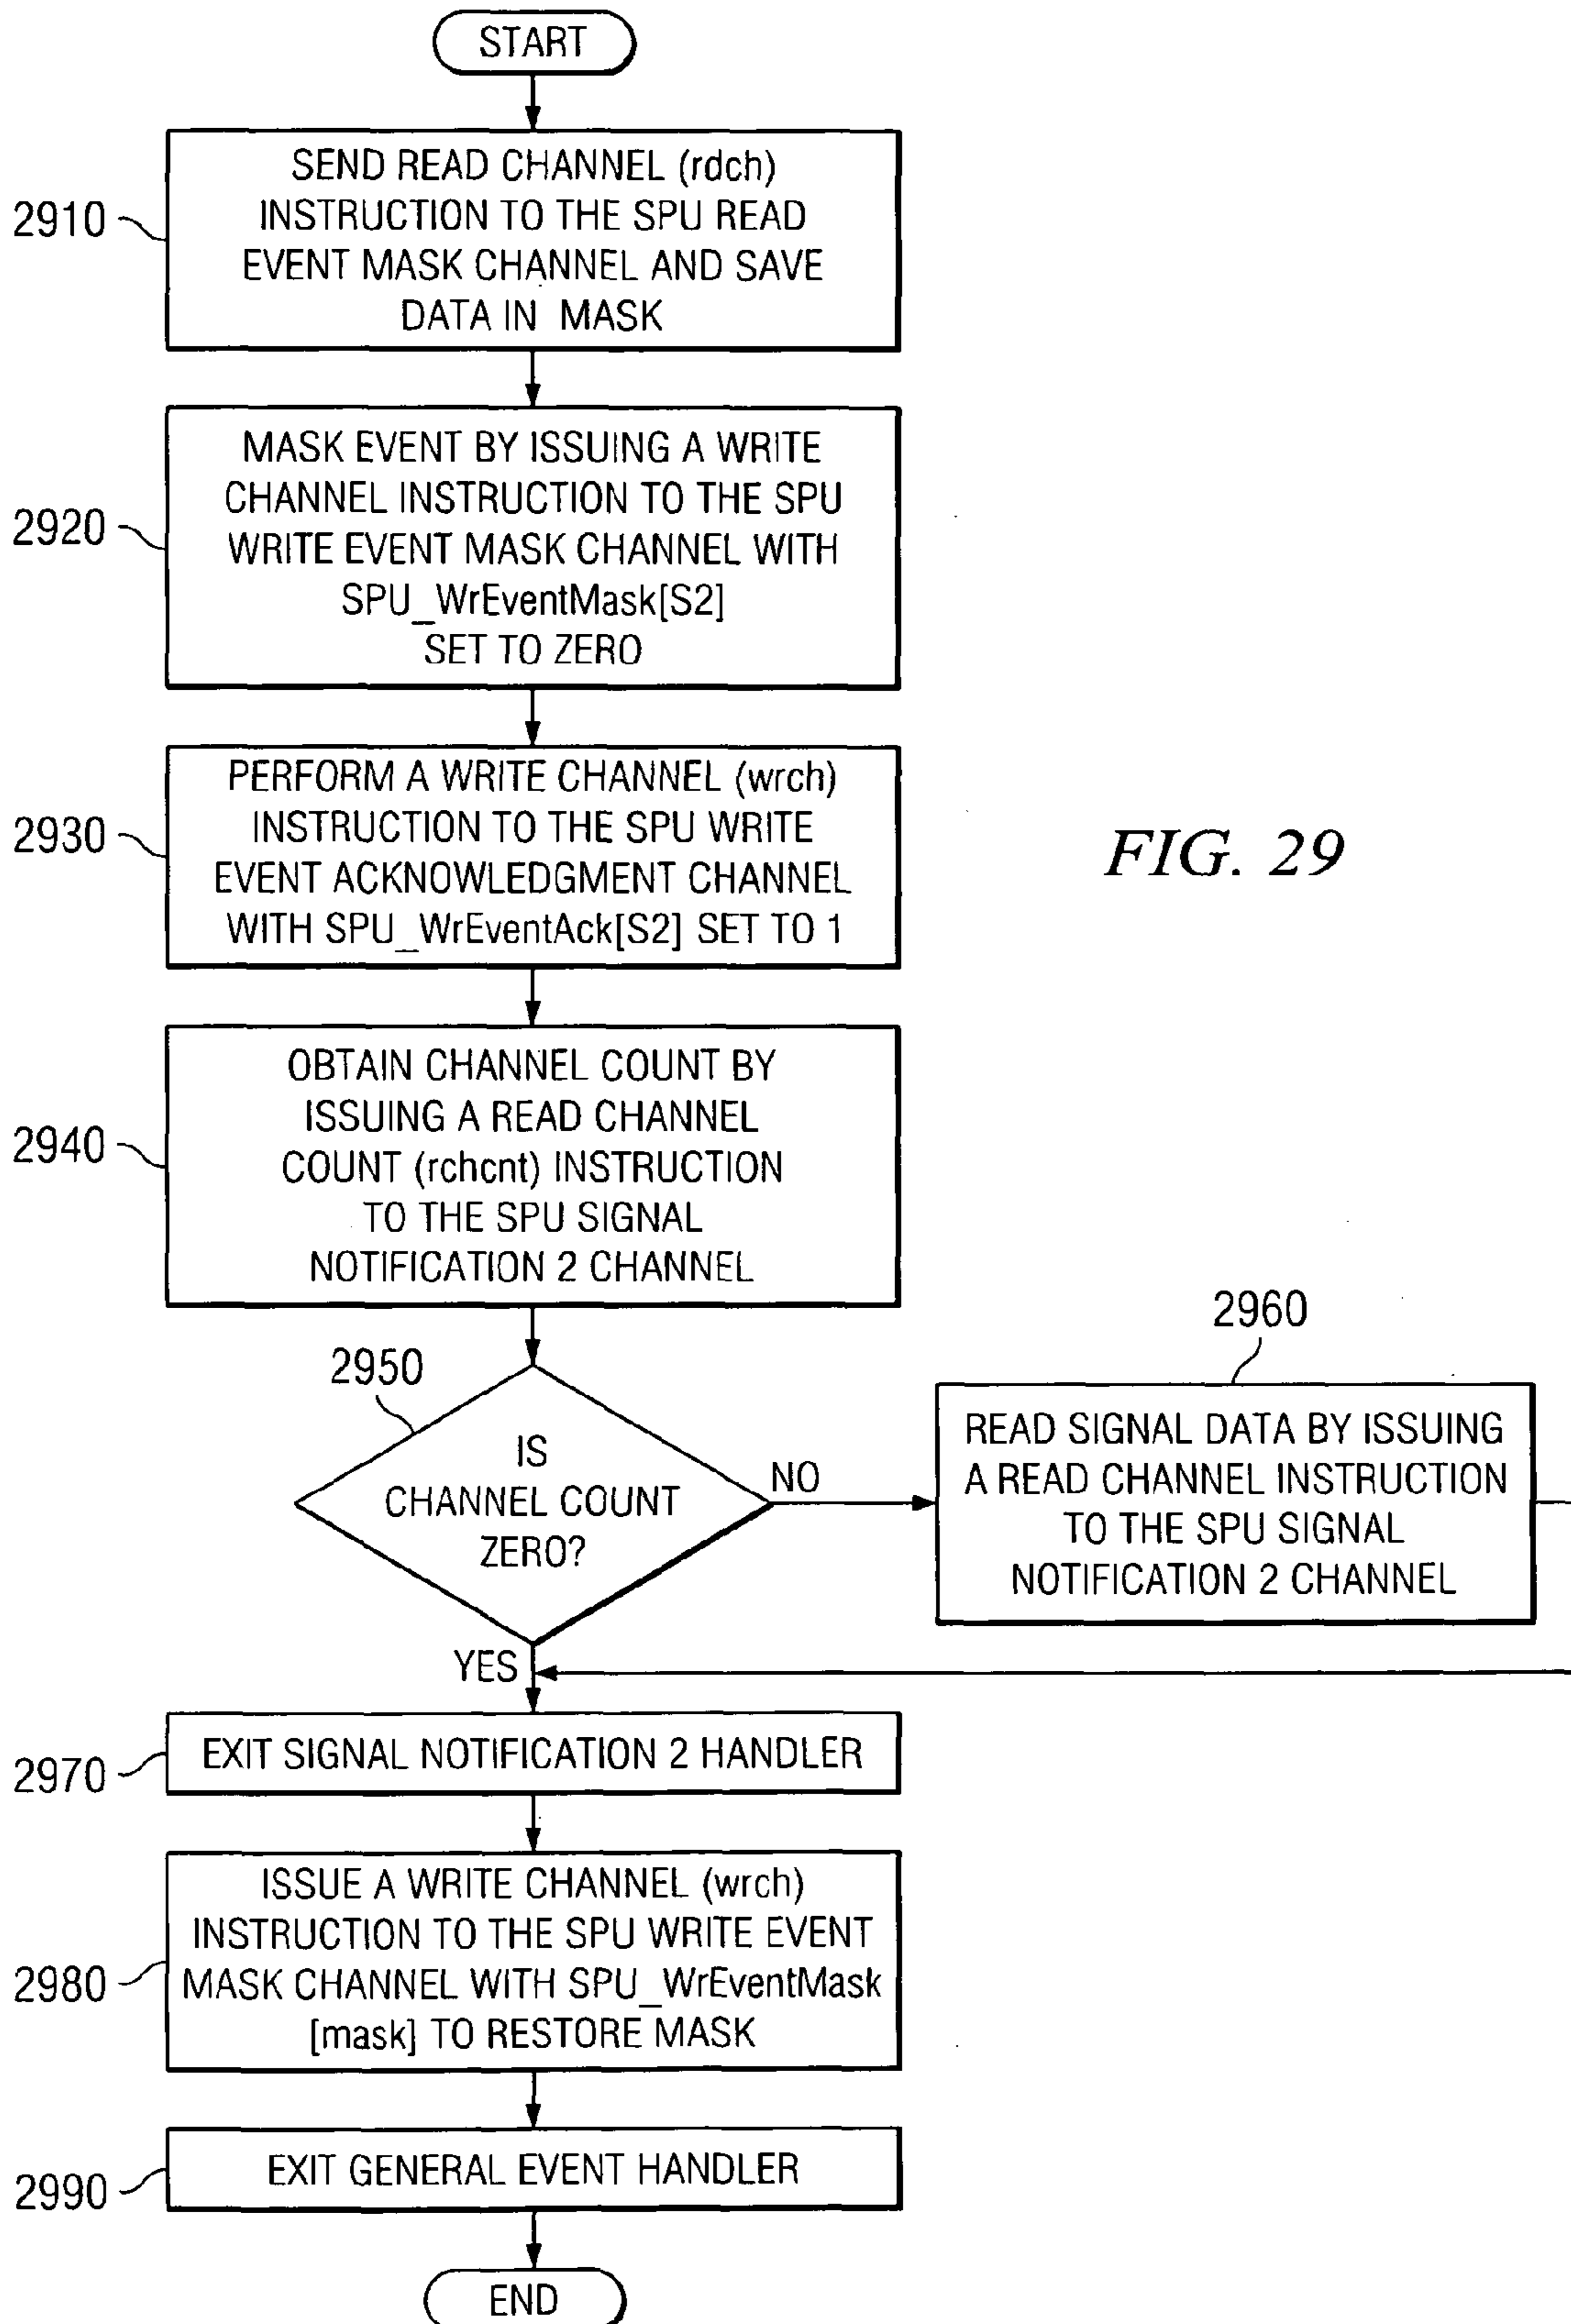 START
2910
SEND READ CHANNEL (rdch)
INSTRUCTION TO THE SPU READ
EVENT MASK CHANNEL AND SAVE
DATA IN MASK
2920
MASK EVENT BY ISSUING A WRITE
CHANNEL INSTRUCTION TO THE SPU
WRITE EVENT MASK CHANNEL WITH
SPU_WrEventMask[S2]
SET TO ZERO
2930
PERFORM A WRITE CHANNEL (wrch)
INSTRUCTION TO THE SPU WRITE
EVENT ACKNOWLEDGMENT CHANNEL
WITH SPU_WrEventAck[S2] SET TO 1
FIG. 29
2940
OBTAIN CHANNEL COUNT BY
ISSUING A READ CHANNEL
COUNT (rchcnt) INSTRUCTION
TO THE SPU SIGNAL
NOTIFICATION 2 CHANNEL
2950
IS
CHANNEL COUNT
ZERO?
NO
2960
READ SIGNAL DATA BY ISSUING
A READ CHANNEL INSTRUCTION
TO THE SPU SIGNAL
NOTIFICATION 2 CHANNEL
YES
2970
EXIT SIGNAL NOTIFICATION 2 HANDLER
2980
ISSUE A WRITE CHANNEL (wrch)
INSTRUCTION TO THE SPU WRITE EVENT
MASK CHANNEL WITH SPU_WrEventMask
[mask] TO RESTORE MASK
2990
EXIT GENERAL EVENT HANDLER
END